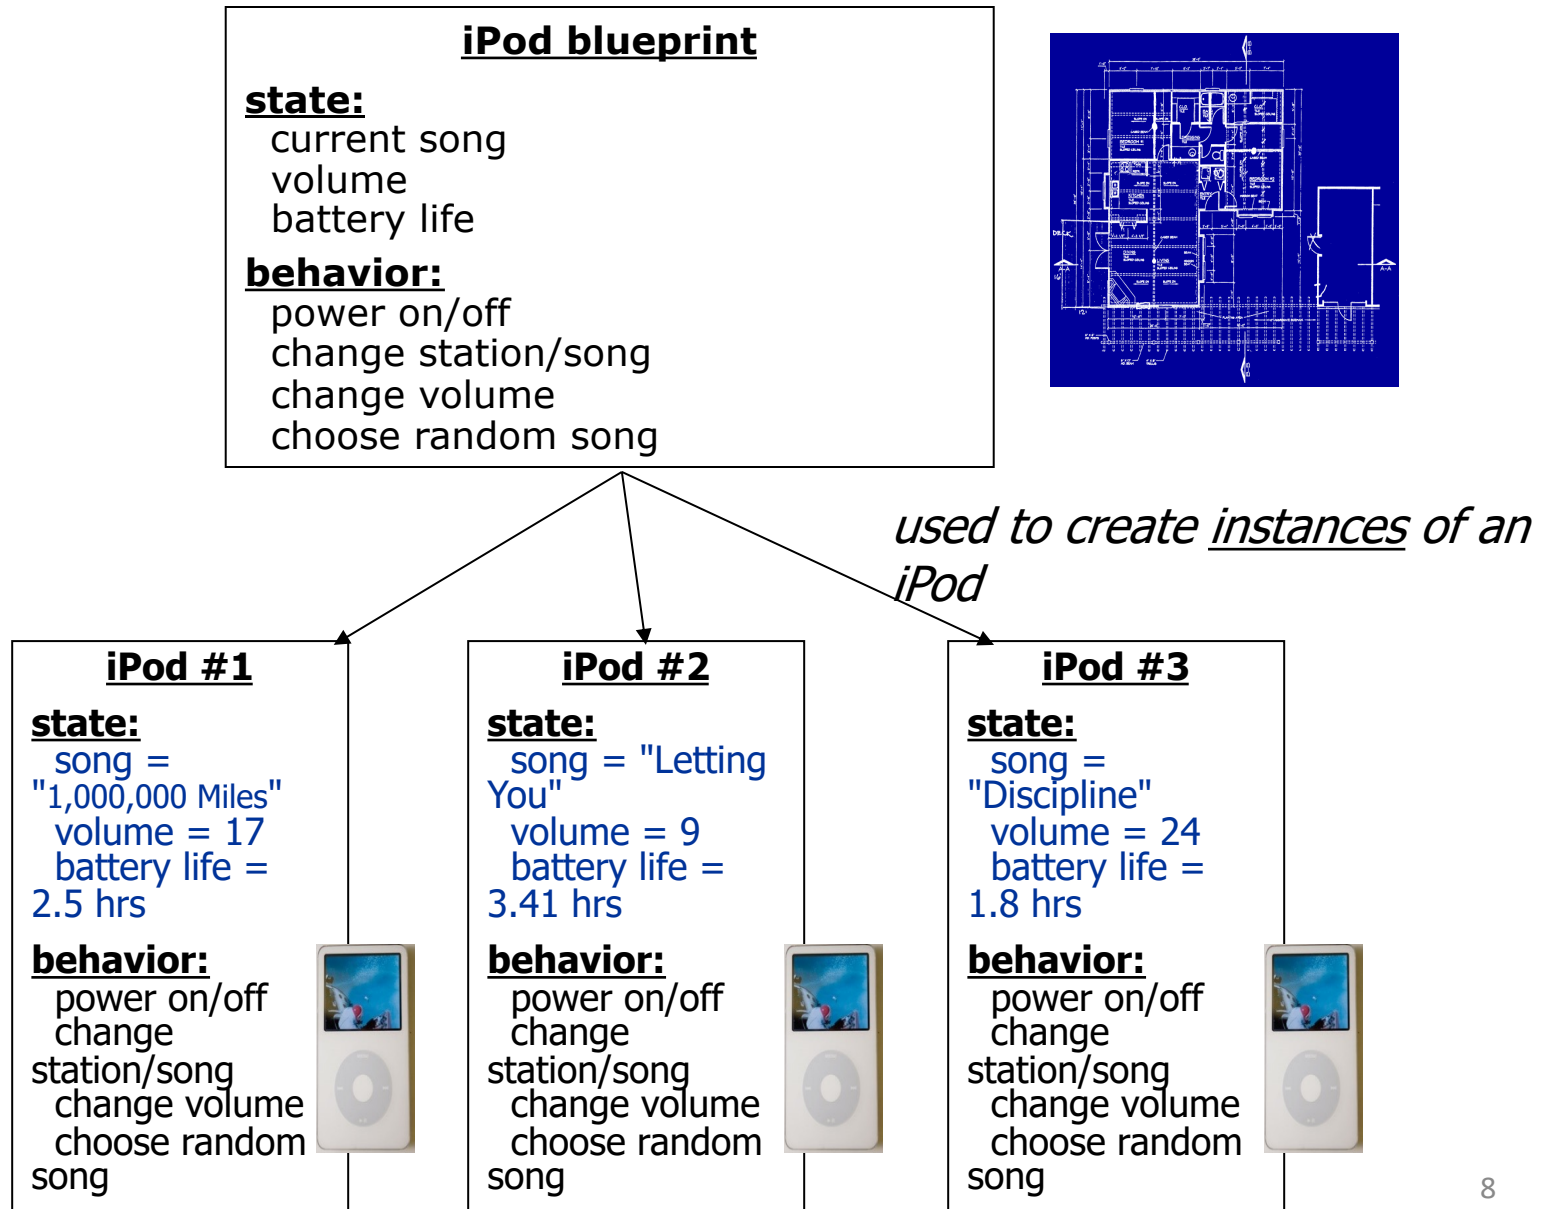 iPod blueprint
state:
current song
volume
battery life
behavior:
power on/off
change station/song
change volume
choose random song
used to create instances of an
iPod
iPod #1
state:
song =
"1,000,000 Miles"
volume = 17
battery life =
2.5 hrs
behavior:
power on/off
change
station/song
change volume
choose random
song
iPod #2
state:
song = "Letting
You"
volume = 9
battery life =
3.41 hrs
behavior:
power on/off
change
station/song
change volume
choose random
song
iPod #3
state:
song =
"Discipline"
volume = 24
battery life =
1.8 hrs
behavior:
power on/off
change
station/song
change volume
choose random
song
8